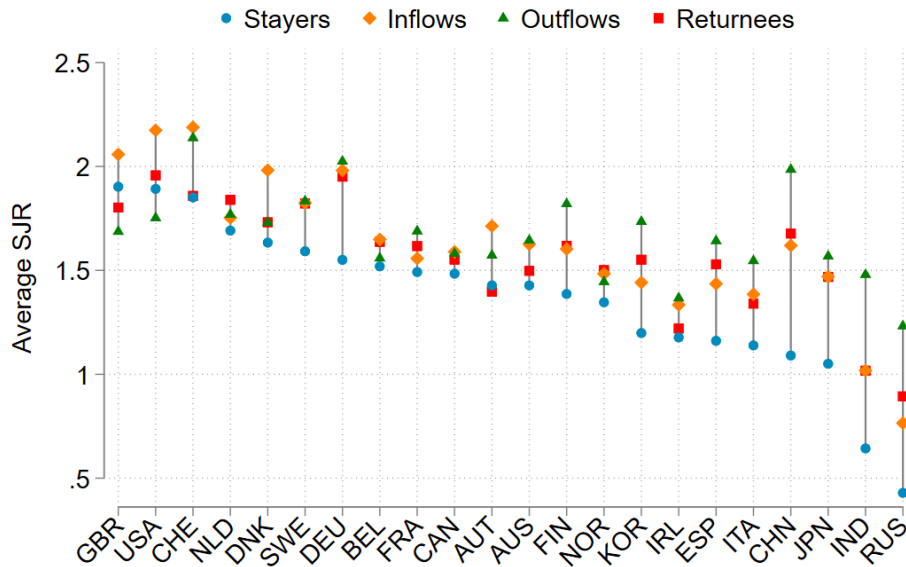 Stayers Inflows Outflows Returnees
Average SJR
2.5
2
1.5
1
.5
GBR USA CHE NLD DNK SWE DEU BEL FRA CAN AUT AUS FIN NOR KOR IRL ESP ITA CHN JPN IND RUS